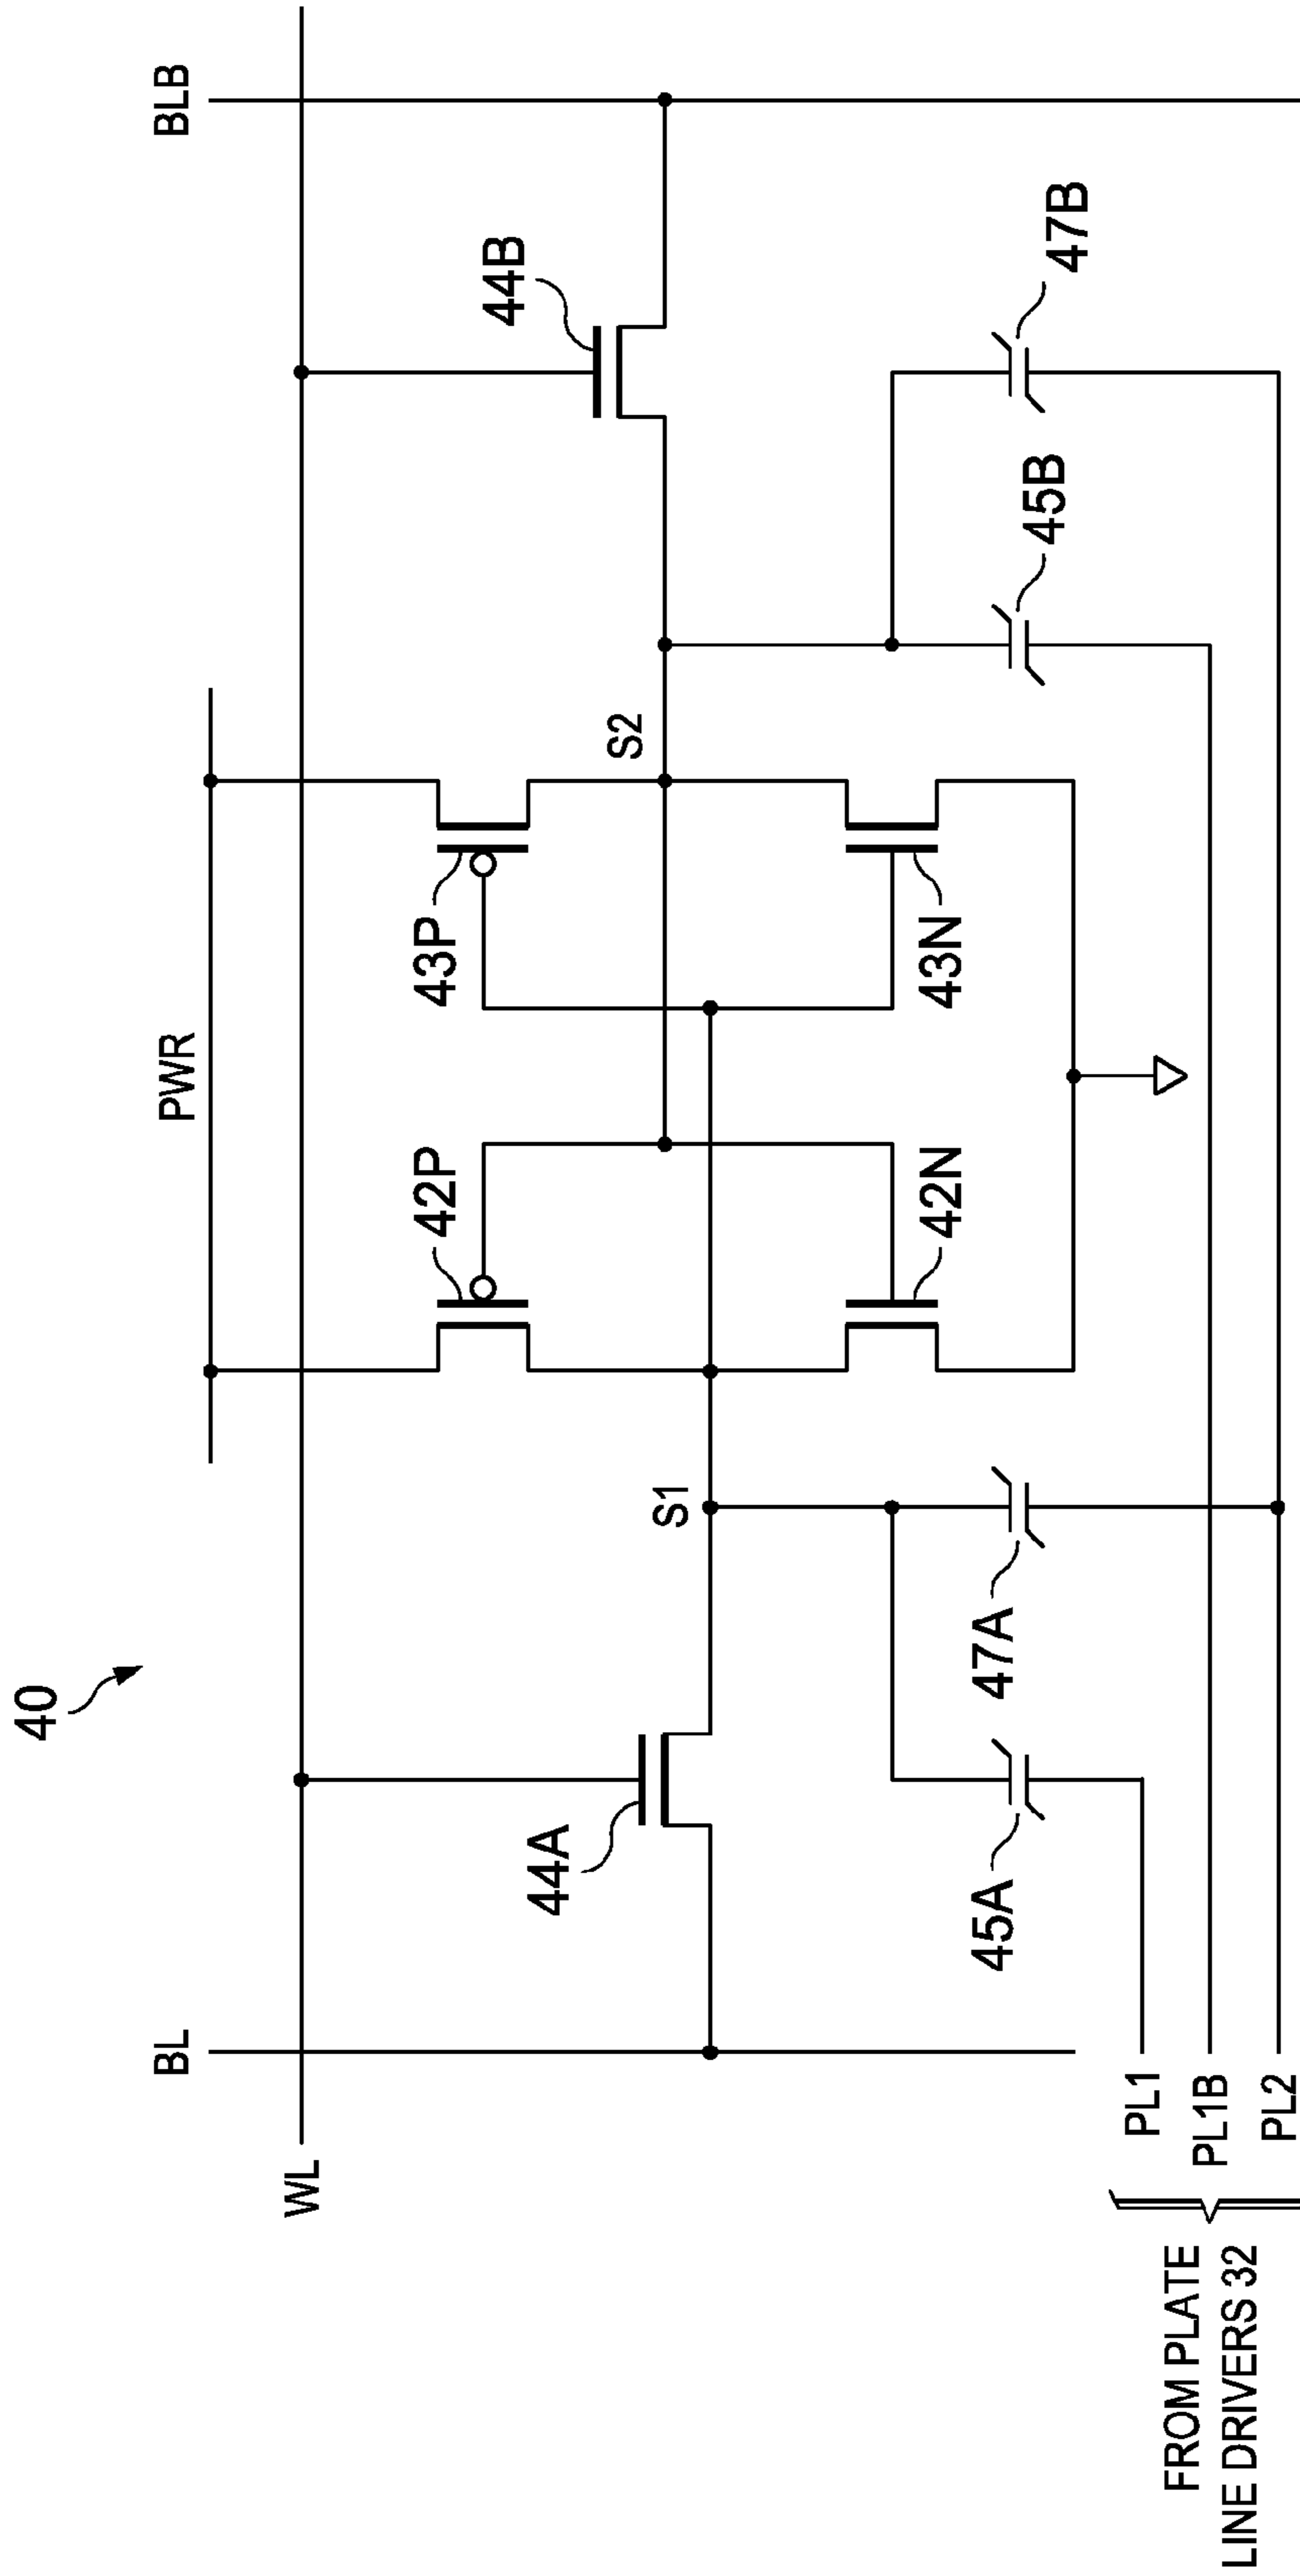 40
BL
PWR
BLB
WL
44A
42P
43P
44B
S1
S2
45A
47A
42N
43N
45B
47B
PL1
PL1B
PL2
FROM PLATE
LINE DRIVERS 32